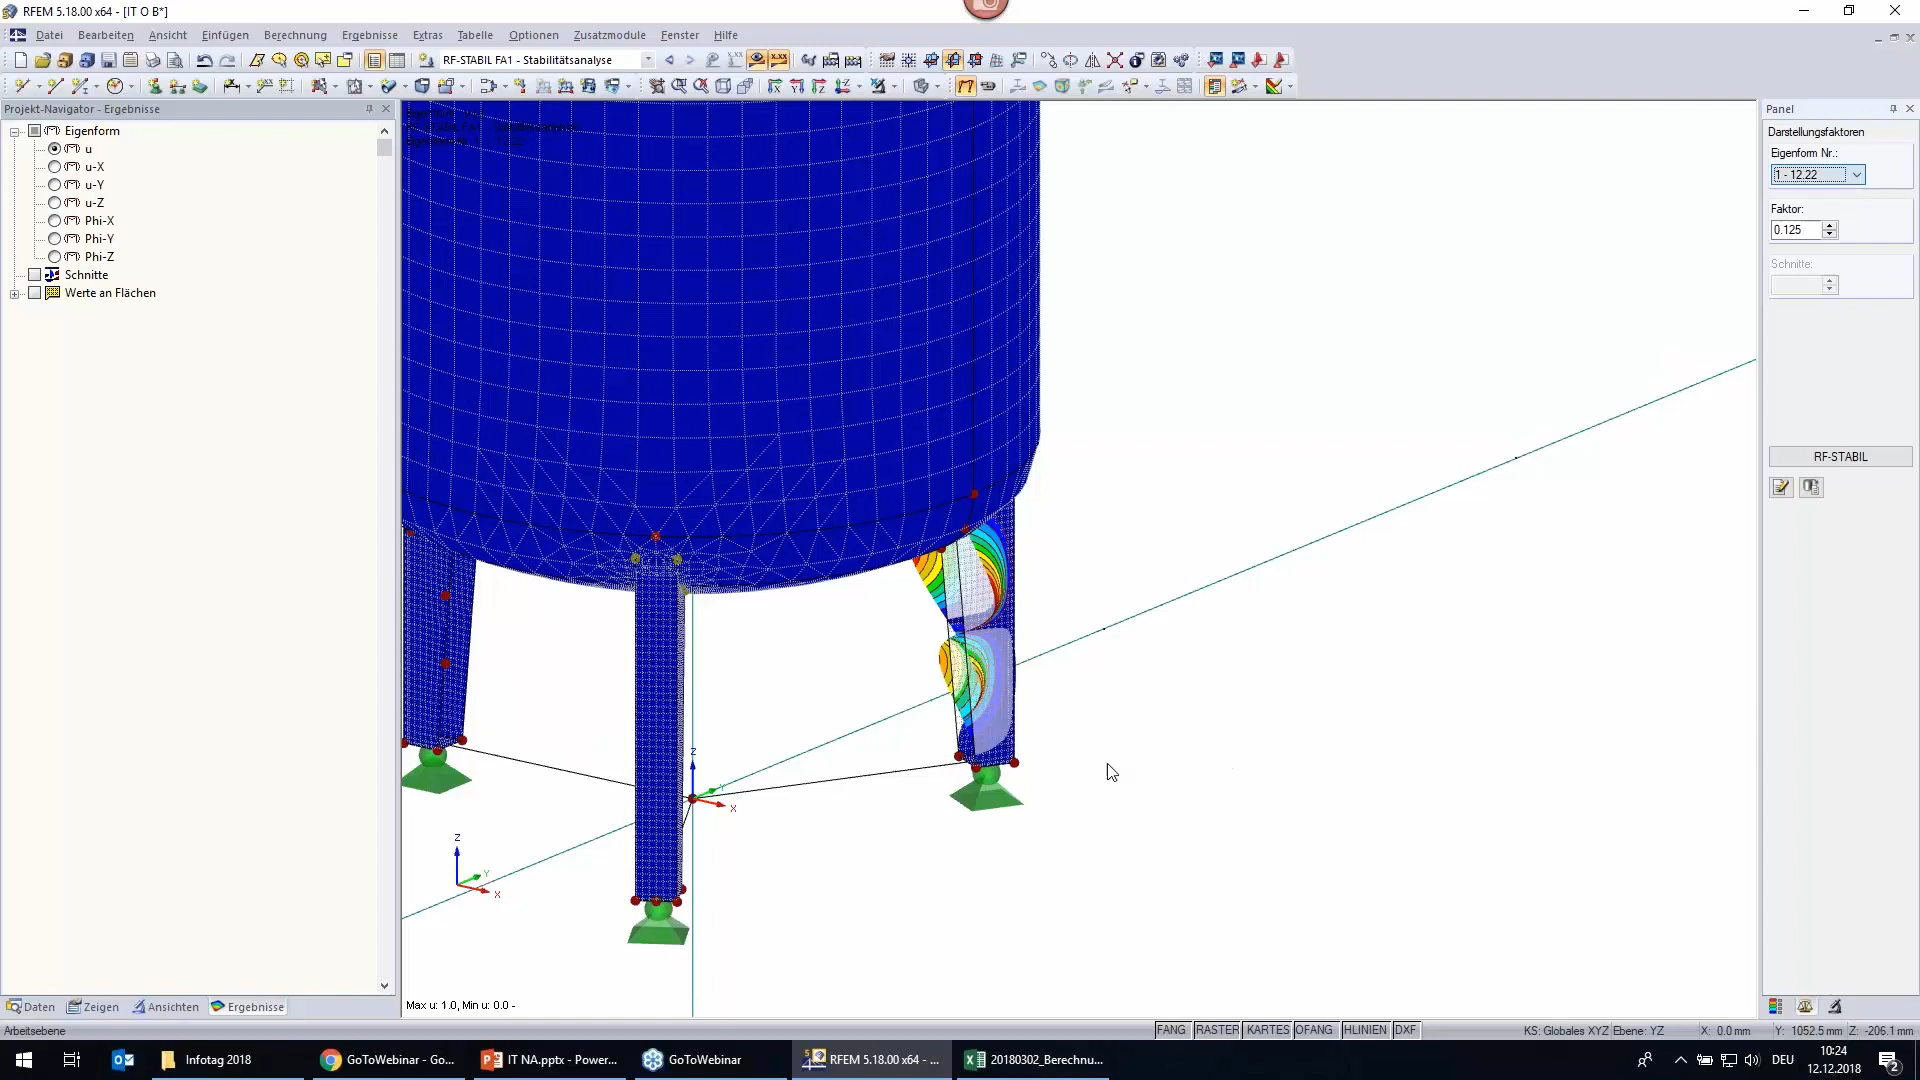 RFEM 5.18.00 x64 - [IT O B*]
Datei Bearbeiten Ansicht Einfügen Berechnung Ergebnisse Extras Tabelle Optionen Zusatzmodule Fenster Hilfe
RF-STABIL FA1 - Stabilitätsanalyse
Projekt-Navigator - Ergebnisse
Eigenform
u
u-X
u-Y
u-Z
Phi-X
Phi-Y
Phi-Z
Schnitte
Werte an Flächen
Z
Y
X
Z
Y
X
Max u: 1.0, Min u: 0.0 -
Panel
Darstellungsfaktoren
Eigenform Nr.:
1 - 12.22
Faktor:
0.125
Schnitte:
RF-STABIL
Daten Zeigen Ansichten Ergebnisse
Arbeitsebene
FANG RASTER KARTES OFANG HLINIEN DXF
KS: Globales XYZ Ebene: YZ X: 0.0 mm Y: 1052.5 mm Z: -206.1 mm
Infotag 2018
GoToWebinar - Go...
IT NA.pptx - Power...
GoToWebinar
RFEM 5.18.00 x64 - ...
20180302_Berechnu...
DEU
10:24
12.12.2018
2